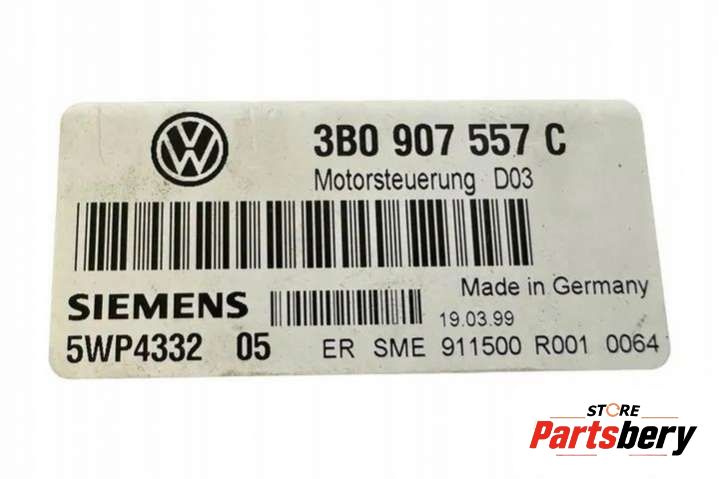 3B0 907 557 C
Motorsteuerung D03
SIEMENS
Made in Germany
19.03.99
5WP4332 05 ER SME 911500 R001 0064
STORE
Partsbery